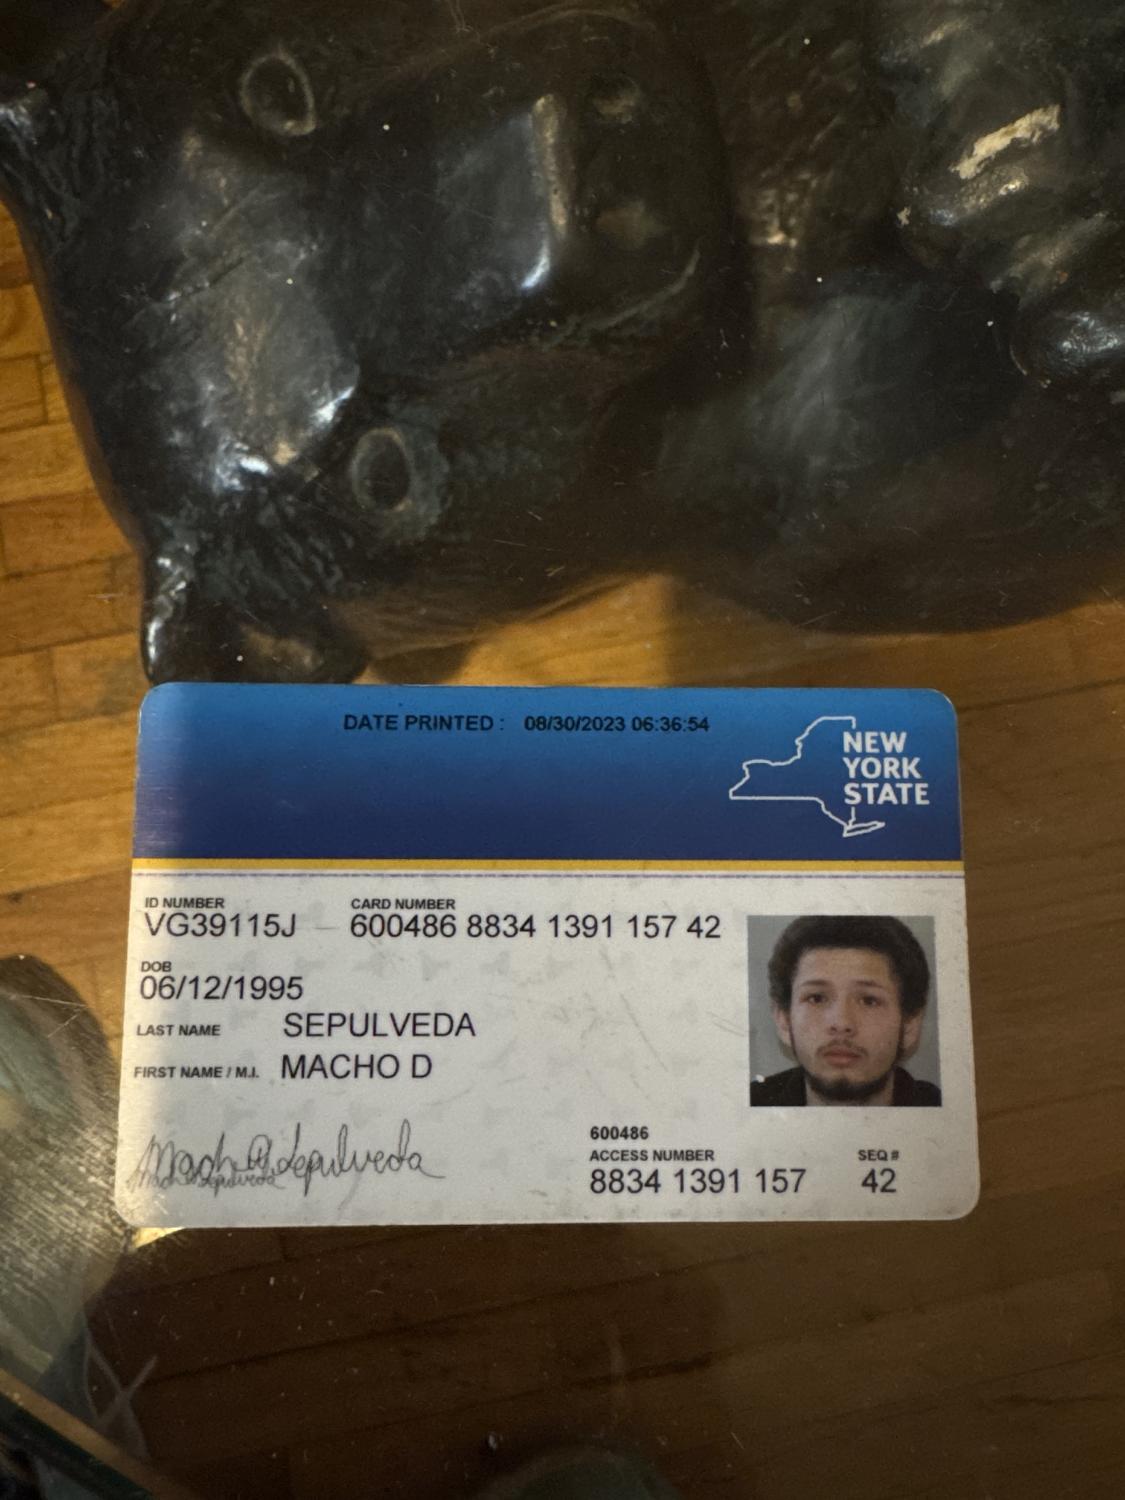 DATE PRINTED : 08/30/2023 06:36:54
NEW
YORK
STATE
ID NUMBER CARD NUMBER
VG39115J 600486 8834 1391 157 42
DOB
06/12/1995
LAST NAME SEPULVEDA
FIRST NAME / M.I. MACHO D
Macho D Sepulveda
600486
ACCESS NUMBER SEQ #
8834 1391 157 42